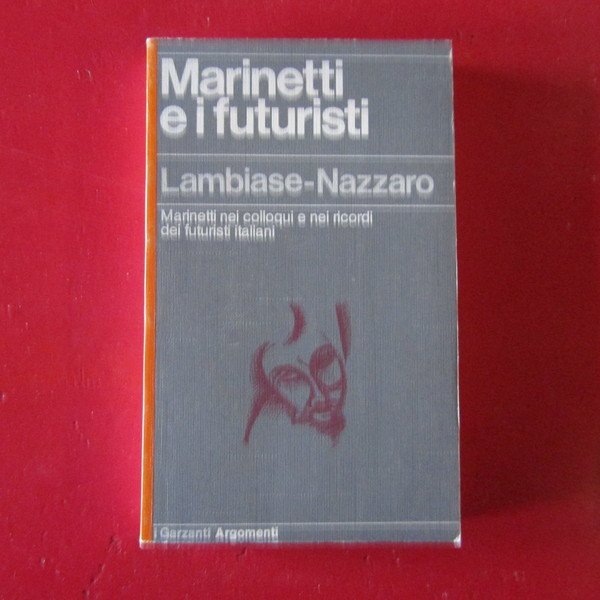 Marinetti
e i futuristi
Lambiase-Nazzaro
Marinetti nei colloqui e nei ricordi
dei futuristi italiani
i Garzanti Argomenti